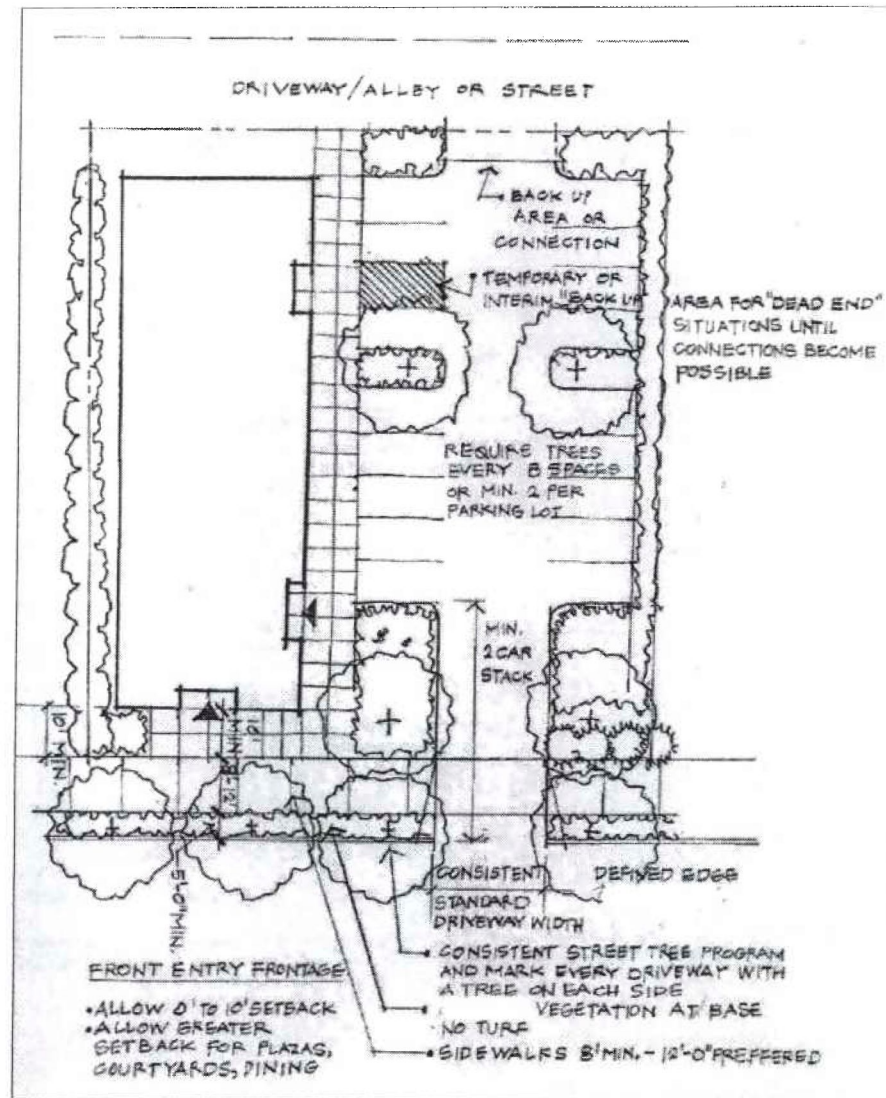 DRIVEWAY/ALLEY OR STREET
BACK UP
AREA OR
CONNECTION
TEMPORARY OR
INTERIM "BACK UP
AREA FOR "DEAD END"
SITUATIONS UNTIL
CONNECTIONS BECOME
POSSIBLE
REQUIRE TREES
EVERY 8 SPACES
OR MIN. 2 PER
PARKING LOT
MIN.
2 CAR
STACK
10' MIN.
10'
MIN.
8-12'
5'-0" MIN.
CONSISTENT DEFINED EDGE
STANDARD
DRIVEWAY WIDTH
• CONSISTENT STREET TREE PROGRAM
AND MARK EVERY DRIVEWAY WITH
A TREE ON EACH SIDE
• VEGETATION AT BASE
NO TURF
• SIDEWALKS 8' MIN. - 12'-0" PREFFERED
FRONT ENTRY FRONTAGE
• ALLOW 0' TO 10' SETBACK
• ALLOW GREATER
SETBACK FOR PLAZAS,
COURTYARDS, DINING